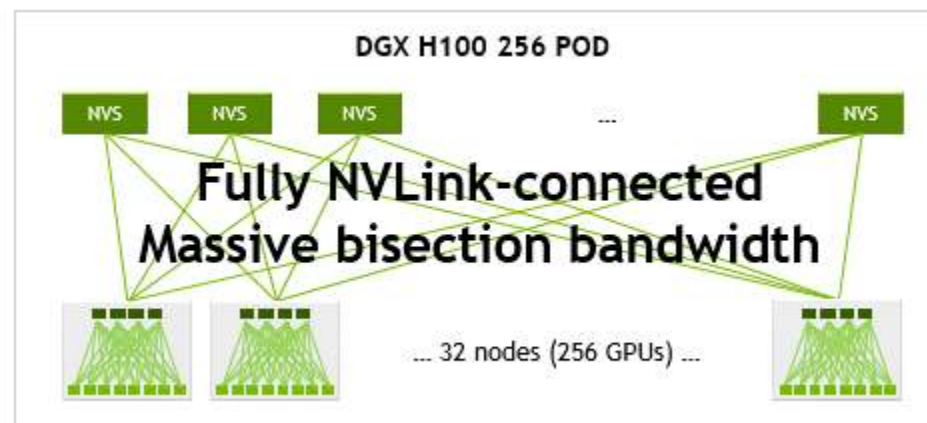 DGX H100 256 POD
NVS NVS NVS ... NVS
Fully NVLink-connected
Massive bisection bandwidth
... 32 nodes (256 GPUs) ...